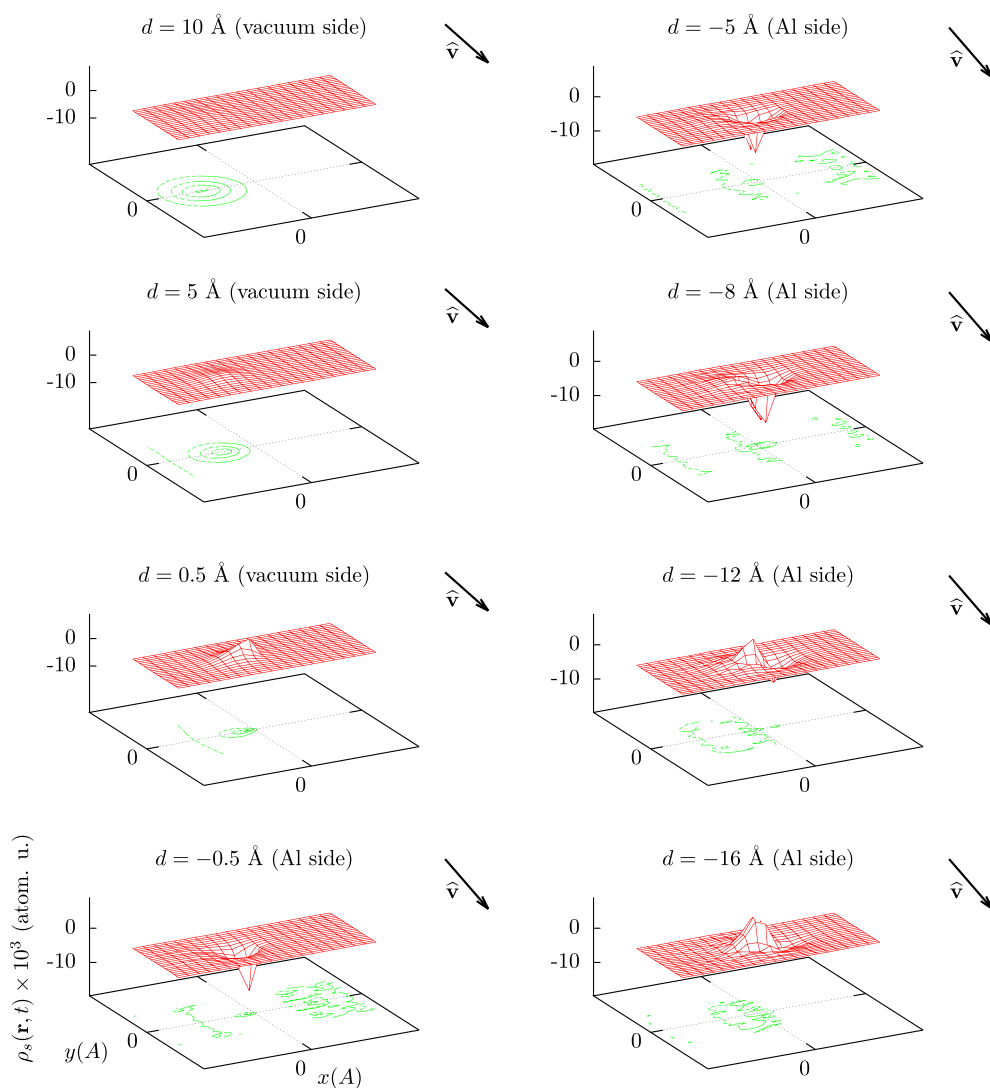 d = 10 Å (vacuum side)
v̂
0
-10
0
0
d = −5 Å (Al side)
v̂
0
-10
0
0
d = 5 Å (vacuum side)
v̂
0
-10
0
0
d = −8 Å (Al side)
v̂
0
-10
0
0
d = 0.5 Å (vacuum side)
v̂
0
-10
0
0
d = −12 Å (Al side)
v̂
0
-10
0
0
d = −0.5 Å (Al side)
v̂
0
-10
0
0
ρₛ(r, t) × 10³ (atom. u.)
y(A)
x(A)
d = −16 Å (Al side)
v̂
0
-10
0
0